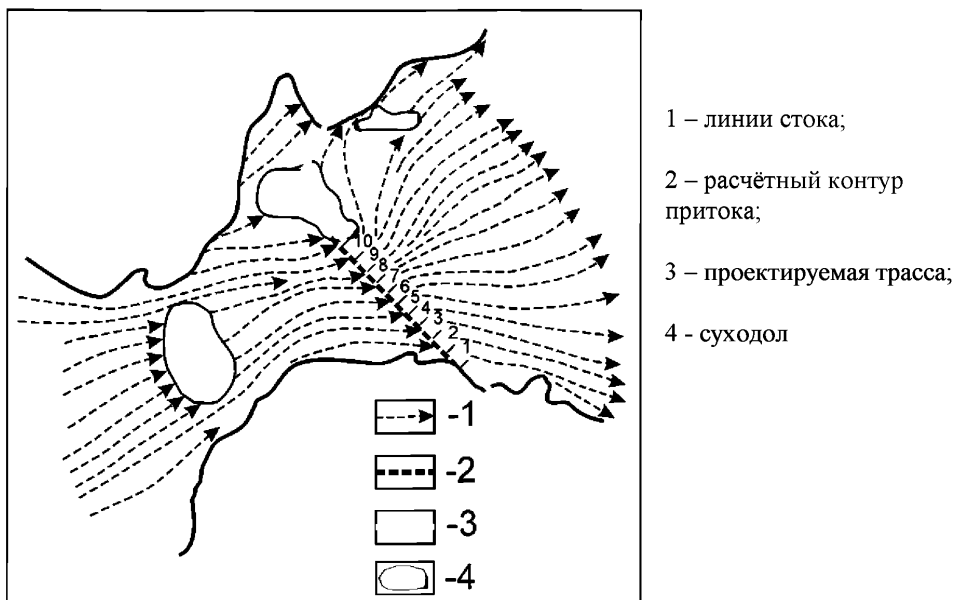 1 – линии стока;
2 – расчётный контур
притока;
3 – проектируемая трасса;
4 - суходол
10
9
8
7
6
5
4
3
2
1
-1
-2
-3
-4